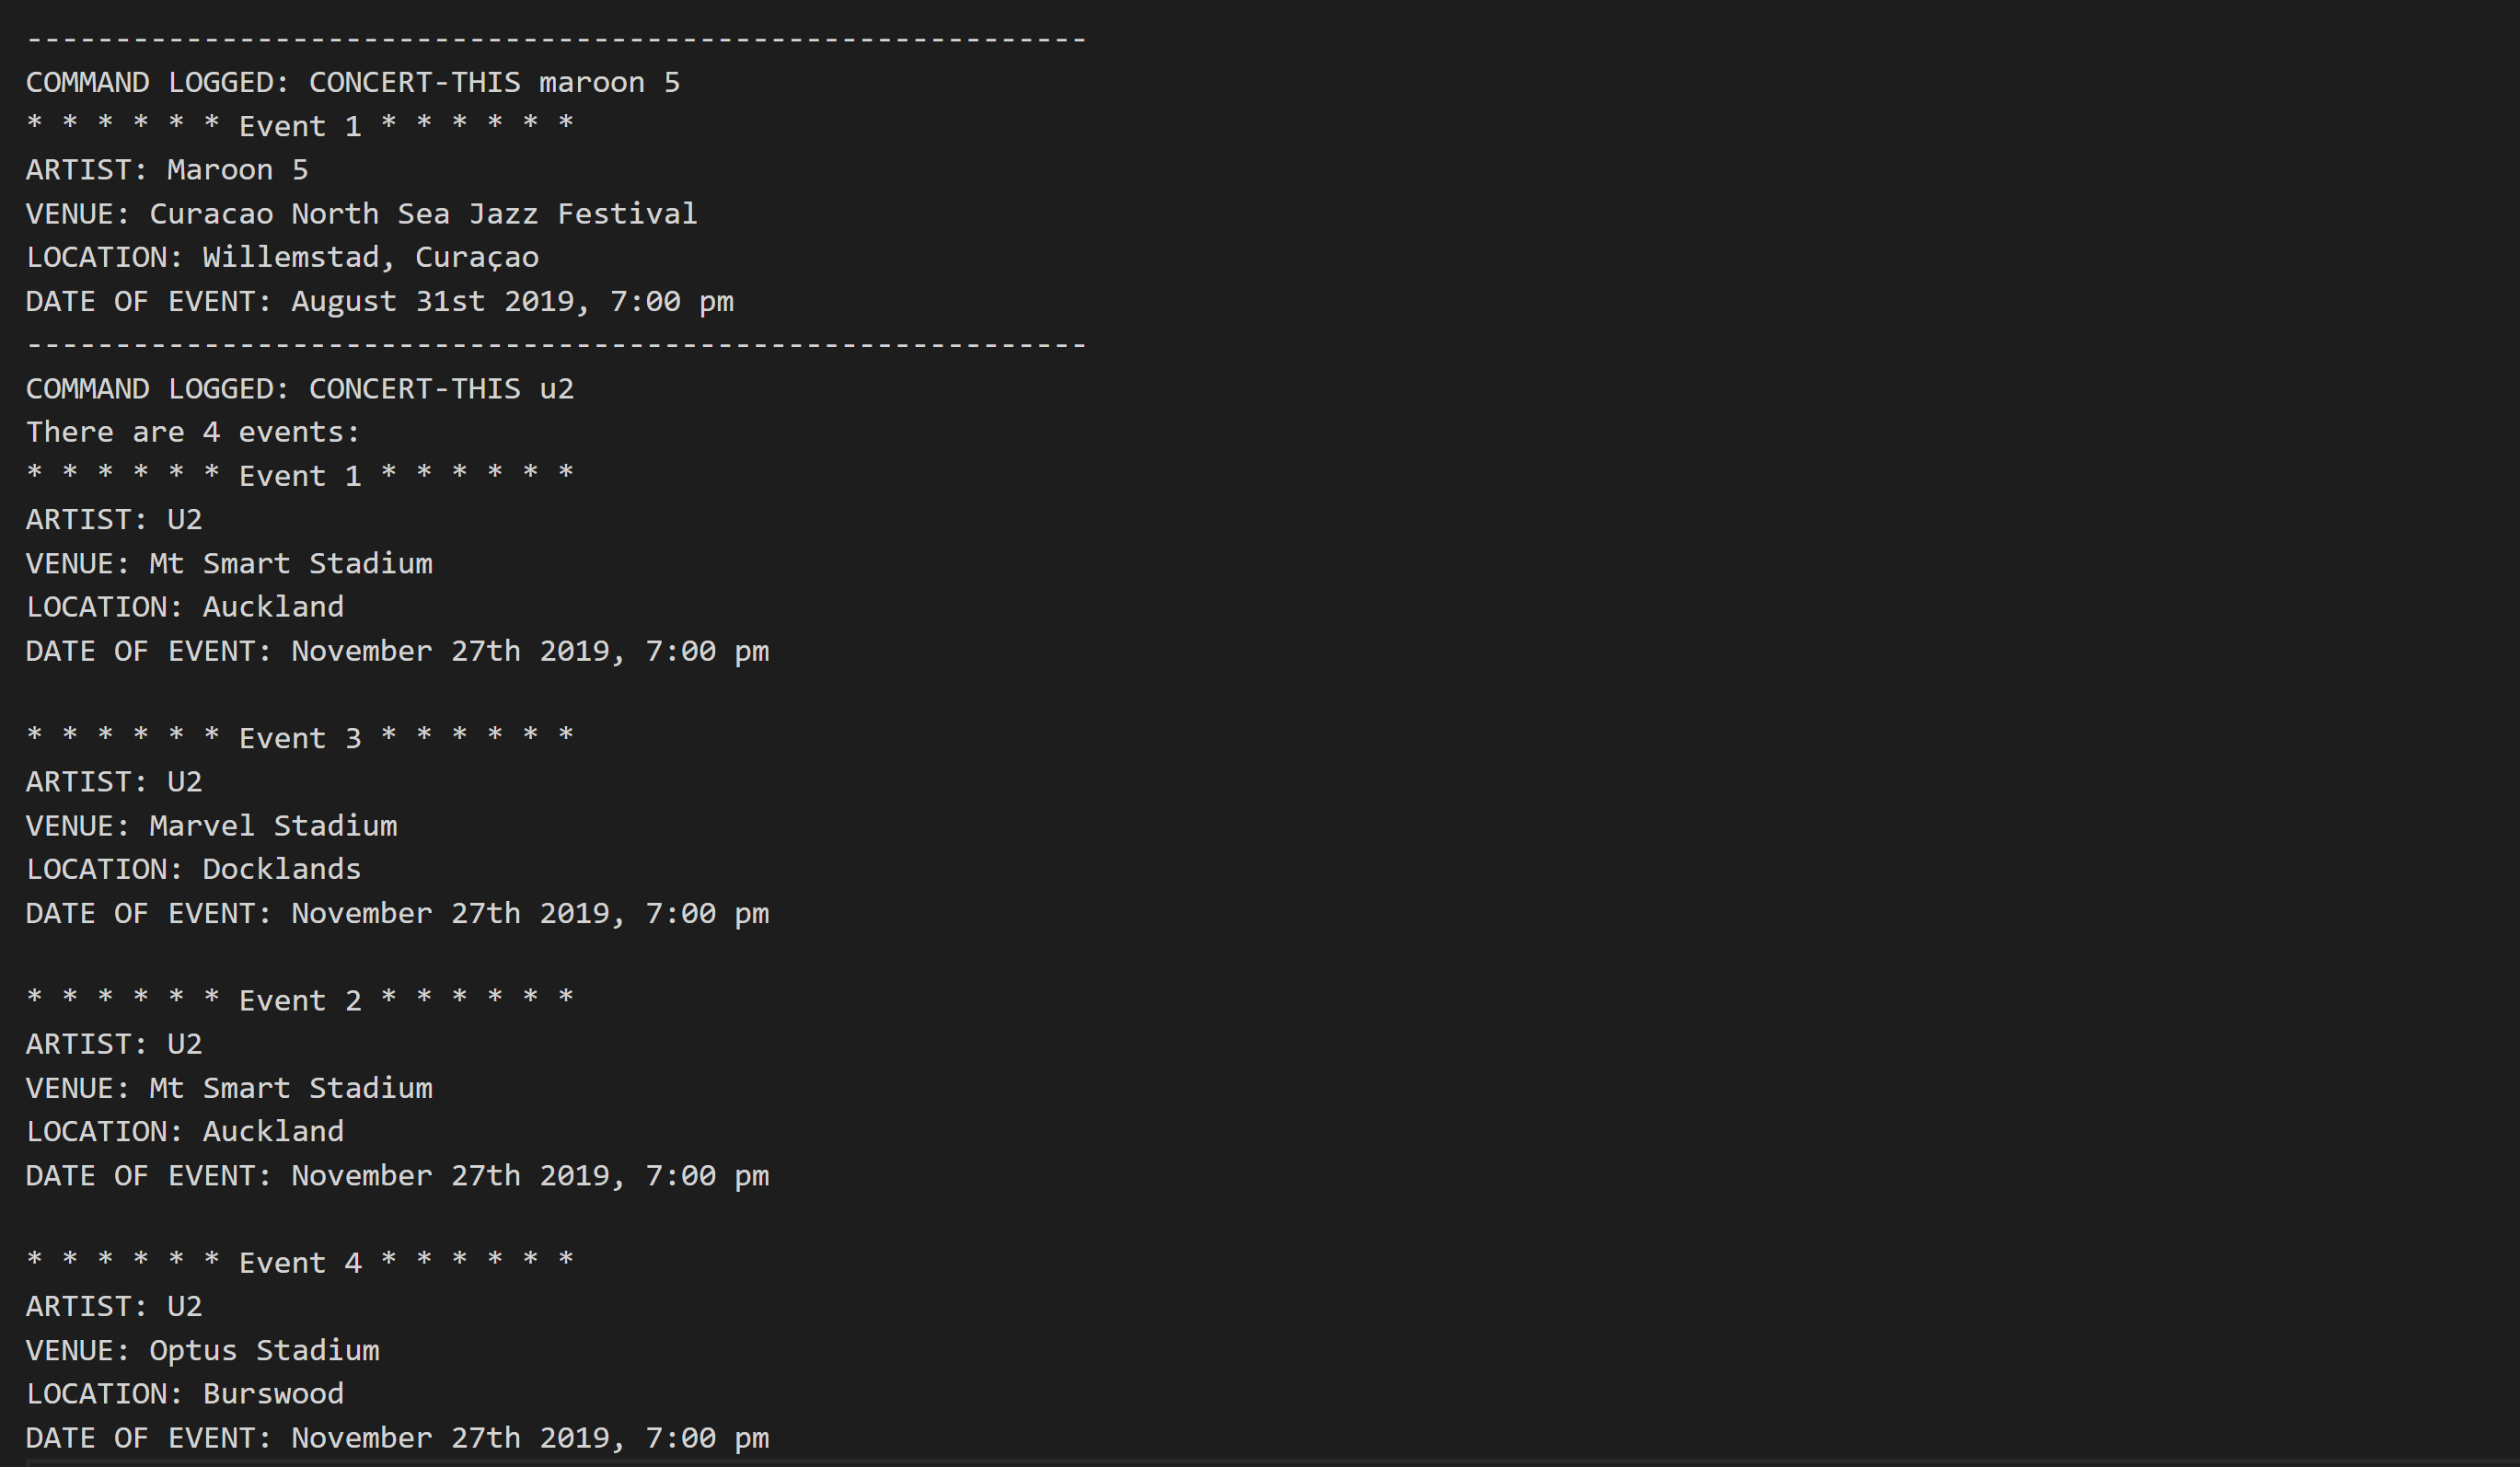 ------------------------------------------------------------
COMMAND LOGGED: CONCERT-THIS maroon 5
* * * * * * Event 1 * * * * * *
ARTIST: Maroon 5
VENUE: Curacao North Sea Jazz Festival
LOCATION: Willemstad, Curaçao
DATE OF EVENT: August 31st 2019, 7:00 pm
------------------------------------------------------------
COMMAND LOGGED: CONCERT-THIS u2
There are 4 events:
* * * * * * Event 1 * * * * * *
ARTIST: U2
VENUE: Mt Smart Stadium
LOCATION: Auckland
DATE OF EVENT: November 27th 2019, 7:00 pm

* * * * * * Event 3 * * * * * *
ARTIST: U2
VENUE: Marvel Stadium
LOCATION: Docklands
DATE OF EVENT: November 27th 2019, 7:00 pm

* * * * * * Event 2 * * * * * *
ARTIST: U2
VENUE: Mt Smart Stadium
LOCATION: Auckland
DATE OF EVENT: November 27th 2019, 7:00 pm

* * * * * * Event 4 * * * * * *
ARTIST: U2
VENUE: Optus Stadium
LOCATION: Burswood
DATE OF EVENT: November 27th 2019, 7:00 pm